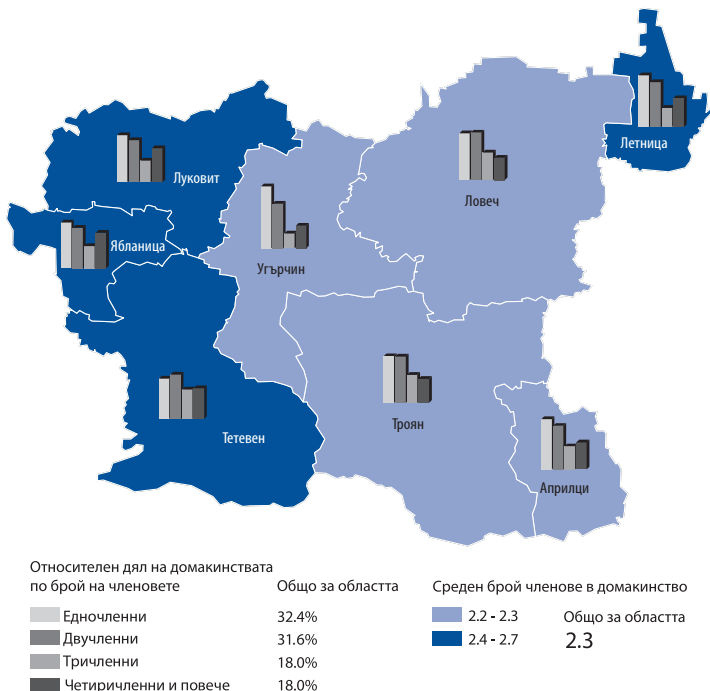 Летница
Ловеч
Луковит
Ябланица
Угърчин
Троян
Тетевен
Априлци
Относителен дял на домакинствата
по брой на членовете
Общо за областта
Едночленни 32.4%
Двучленни 31.6%
Тричленни 18.0%
Четиричленни и повече 18.0%
Среден брой членове в домакинство
2.2 - 2.3
2.4 - 2.7
Общо за областта
2.3